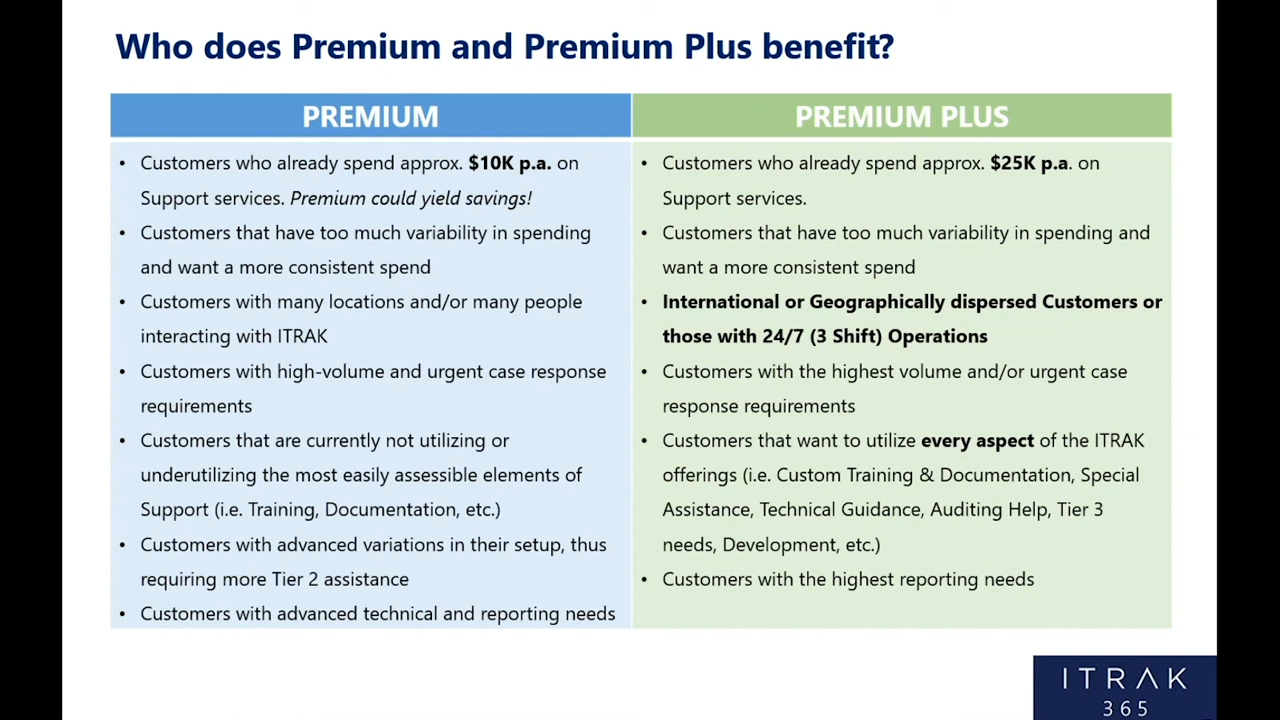 Who does Premium and Premium Plus benefit?
PREMIUM
• Customers who already spend approx. $10K p.a. on
Support services. Premium could yield savings!
• Customers that have too much variability in spending
and want a more consistent spend
• Customers with many locations and/or many people
interacting with ITRAK
• Customers with high-volume and urgent case response
requirements
• Customers that are currently not utilizing or
underutilizing the most easily assessible elements of
Support (i.e. Training, Documentation, etc.)
• Customers with advanced variations in their setup, thus
requiring more Tier 2 assistance
• Customers with advanced technical and reporting needs
PREMIUM PLUS
• Customers who already spend approx. $25K p.a. on
Support services.
• Customers that have too much variability in spending and
want a more consistent spend
• International or Geographically dispersed Customers or
those with 24/7 (3 Shift) Operations
• Customers with the highest volume and/or urgent case
response requirements
• Customers that want to utilize every aspect of the ITRAK
offerings (i.e. Custom Training & Documentation, Special
Assistance, Technical Guidance, Auditing Help, Tier 3
needs, Development, etc.)
• Customers with the highest reporting needs
ITRAK
365